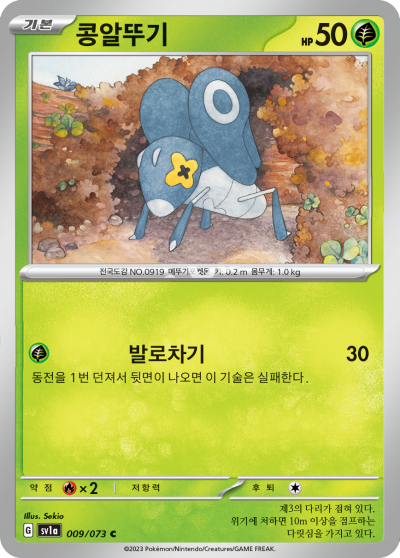 기본 콩알뚜기 HP 50
전국도감 NO.0919 메뚜기포켓몬 키: 0.2 m 몸무게: 1.0 kg
발로차기 30
동전을 1번 던져서 뒷면이 나오면 이 기술은 실패한다.
약점 ×2 저항력 후퇴
Illus. Sekio
G sv1a 009/073 C
제3의 다리가 접혀 있다.
위기에 처하면 10m 이상을 점프하는
다릿심을 가지고 있다.
©2023 Pokémon/Nintendo/Creatures/GAME FREAK.